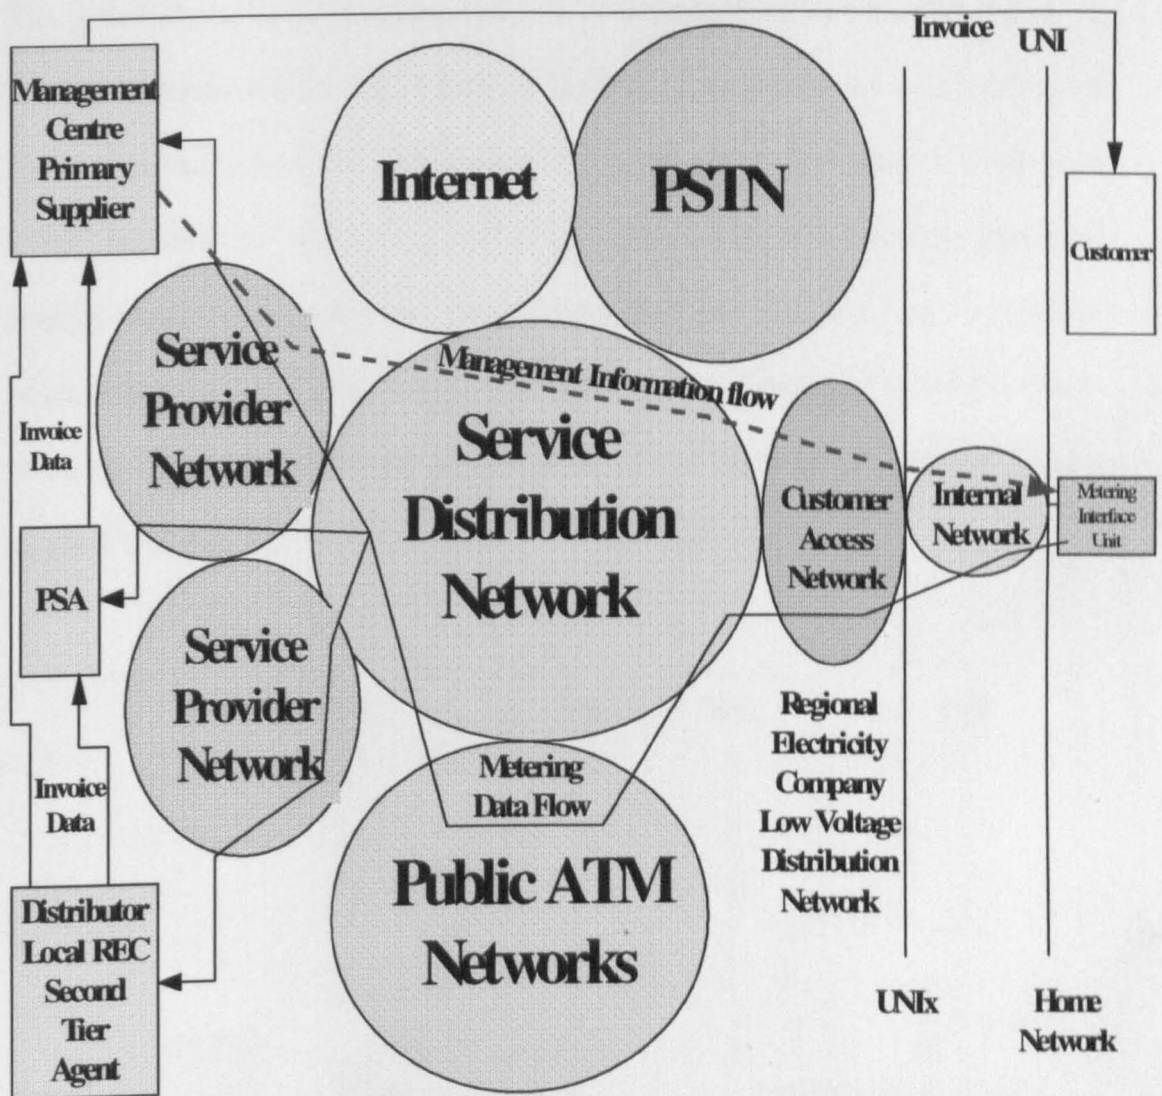 Invoice
UNI
Management
Centre
Primary
Supplier
Internet
PSTN
Customer
Service
Provider
Network
Management Information flow
Service
Distribution
Network
Customer
Access
Network
Internal
Network
Metering
Interface
Unit
Invoice
Data
PSA
Service
Provider
Network
Regional
Electricity
Company
Low Voltage
Distribution
Network
Invoice
Data
Metering
Data Flow
Public ATM
Networks
Distributor
Local REC
Second
Tier
Agent
UNIx
Home
Network